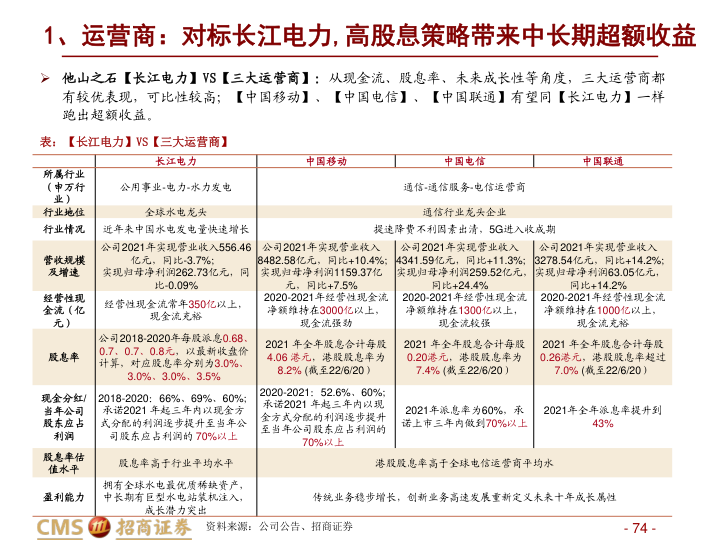 1、运营商：对标长江电力,高股息策略带来中长期超额收益
➢ 他山之石【长江电力】VS【三大运营商】：从现金流、股息率、未来成长性等角度，三大运营商都
有较优表现，可比性较高；【中国移动】、【中国电信】、【中国联通】有望同【长江电力】一样
跑出超额收益。
表：【长江电力】VS【三大运营商】
长江电力 中国移动 中国电信 中国联通
所属行业
（申万行
业）
公用事业-电力-水力发电 通信-通信服务-电信运营商
行业地位 全球水电龙头 通信行业龙头企业
行业情况 近年来中国水电发电量快速增长 提速降费不利因素出清，5G进入收成期
营收规模
及增速
公司2021年实现营业收入556.46
亿元，同比-3.7%;
实现归母净利润262.73亿元，同
比-0.09%
公司2021年实现营业收入
8482.58亿元，同比+10.4%;
实现归母净利润1159.37亿
元，同比+7.5%
公司2021年实现营业收入
4341.59亿元，同比+11.3%;
实现归母净利润259.52亿元，
同比+24.4%
公司2021年实现营业收入
3278.54亿元，同比+14.2%;
实现归母净利润63.05亿元，
同比+14.2%
经营性现
金流（亿
元）
经营性现金流常年350亿以上，
现金流充裕
2020-2021年经营性现金流
净额维持在3000亿以上，
现金流强劲
2020-2021年经营性现金流
净额维持在1300亿以上，
现金流较强
2020-2021年经营性现金流
净额维持在1000亿以上，
现金流充裕
股息率
公司2018-2020年每股派息0.68、
0.7、0.7、0.8元，以最新收盘价
计算，对应股息率分别为3.0%、
3.0%、3.0%、3.5%
2021 年全年股息合计每股
4.06 港元，港股股息率为
8.2% (截至22/6/20 )
2021 年全年股息合计每股
0.20港元，港股股息率为
7.4% (截至22/6/20 )
2021 年全年股息合计每股
0.26港元，港股股息率超过
7.0% (截至22/6/20 )
现金分红/
当年公司
股东应占
利润
2018-2020：66%、69%、60%;
承诺2021 年起三年内以现金方
式分配的利润逐步提升至当年公
司股东应占利润的 70%以上
2020-2021：52.6%、60%;
承诺2021 年起三年内以现
金方式分配的利润逐步提升
至当年公司股东应占利润的
70%以上
2021年派息率为60%，承
诺上市三年内做到70%以上
2021年全年派息率提升到
43%
股息率估
值水平
股息率高于行业平均水平 港股股息率高于全球电信运营商平均水
盈利能力
拥有全球水电最优质稀缺资产，
中长期有巨型水电站装机注入，
成长潜力突出
传统业务稳步增长，创新业务高速发展重新定义未来十年成长属性
CMS 招商证券 资料来源：公司公告、招商证券 - 74 -